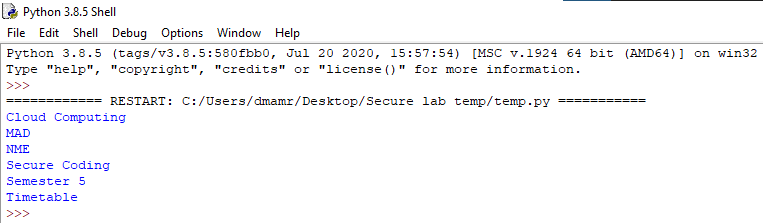 Python 3.8.5 Shell
File Edit Shell Debug Options Window Help
Python 3.8.5 (tags/v3.8.5:580fbb0, Jul 20 2020, 15:57:54) [MSC v.1924 64 bit (AMD64)] on win32
Type "help", "copyright", "credits" or "license()" for more information.
>>>
============ RESTART: C:/Users/dmamr/Desktop/Secure lab temp/temp.py ===========
Cloud Computing
MAD
NME
Secure Coding
Semester 5
Timetable
>>>